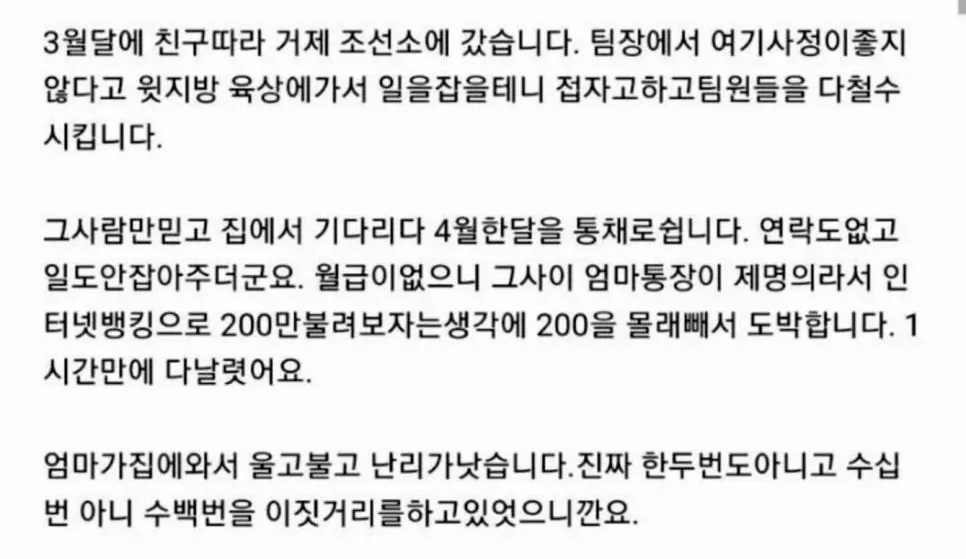 3월달에 친구따라 거제 조선소에 갔습니다. 팀장에서 여기사정이좋지
않다고 윗지방 육상에가서 일을잡을테니 접자고하고팀원들을 다철수
시킵니다.
그사람만믿고 집에서 기다리다 4월한달을 통채로쉽니다. 연락도없고
일도안잡아주더군요. 월급이없으니 그사이 엄마통장이 제명의라서 인
터넷뱅킹으로 200만불려보자는생각에 200을 몰래빼서 도박합니다. 1
시간만에 다날렷어요.
엄마가집에와서 울고불고 난리가낫습니다.진짜 한두번도아니고 수십
번 아니 수백번을 이짓거리를하고있엇으니깐요.